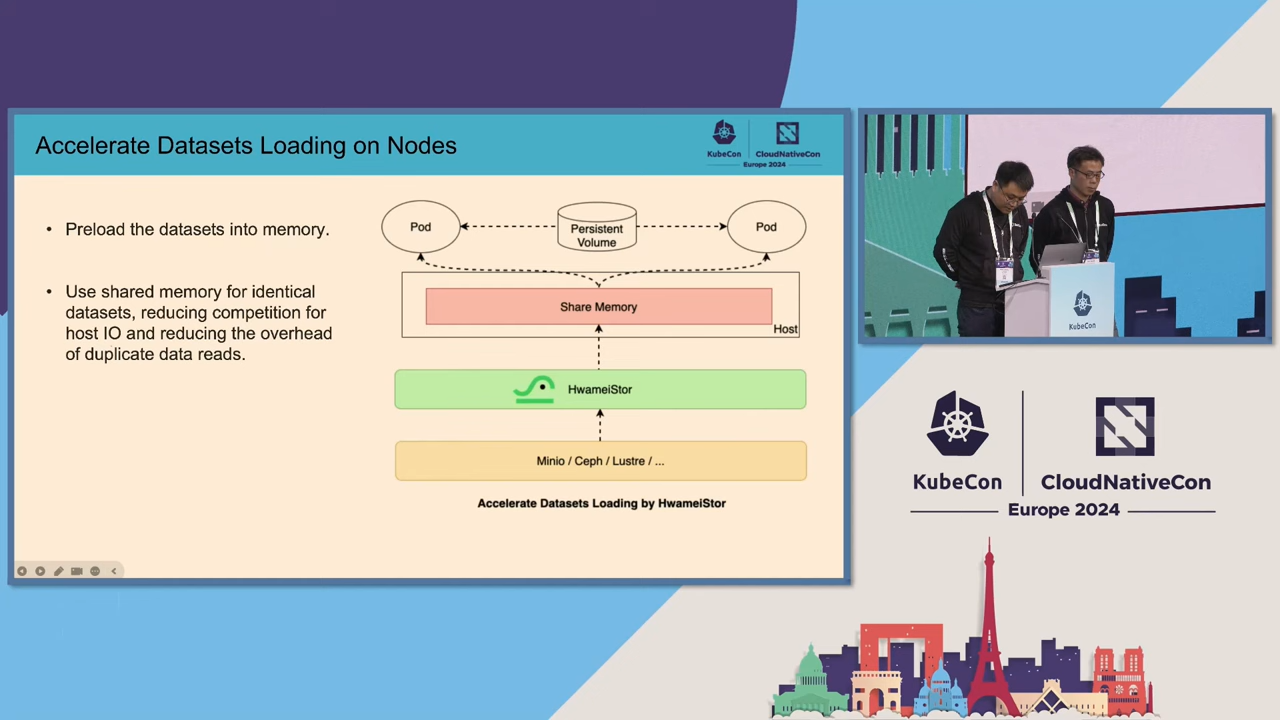 Accelerate Datasets Loading on Nodes
KubeCon
CloudNativeCon
Europe 2024
• Preload the datasets into memory.
• Use shared memory for identical
datasets, reducing competition for
host IO and reducing the overhead
of duplicate data reads.
Pod
Persistent
Volume
Pod
Share Memory
Host
HwameiStor
Minio / Ceph / Lustre / ...
Accelerate Datasets Loading by HwameiStor
KubeCon
KubeCon
CloudNativeCon
Europe 2024